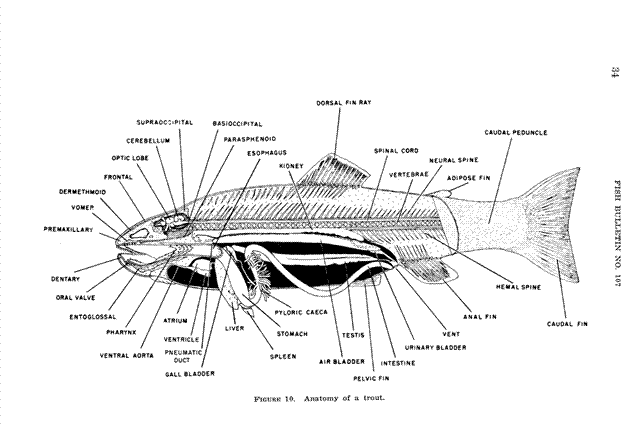 34
FISH BULLETIN NO. 107
DORSAL FIN RAY
SUPRAOCCIPITAL
BASIOCCIPITAL
CEREBELLUM
PARASPHENOID
CAUDAL PEDUNCLE
OPTIC LOBE
ESOPHAGUS
SPINAL CORD
NEURAL SPINE
KIDNEY
FRONTAL
VERTEBRAE
ADIPOSE FIN
DERMETHMOID
VOMER
PREMAXILLARY
DENTARY
HEMAL SPINE
ORAL VALVE
ENTOGLOSSAL
PYLORIC CAECA
ANAL FIN
ATRIUM
CAUDAL FIN
PHARYNX
LIVER
STOMACH
TESTIS
VENT
VENTRICLE
URINARY BLADDER
VENTRAL AORTA
PNEUMATIC
DUCT
SPLEEN
AIR BLADDER
INTESTINE
GALL BLADDER
PELVIC FIN
FIGURE 10. Anatomy of a trout.